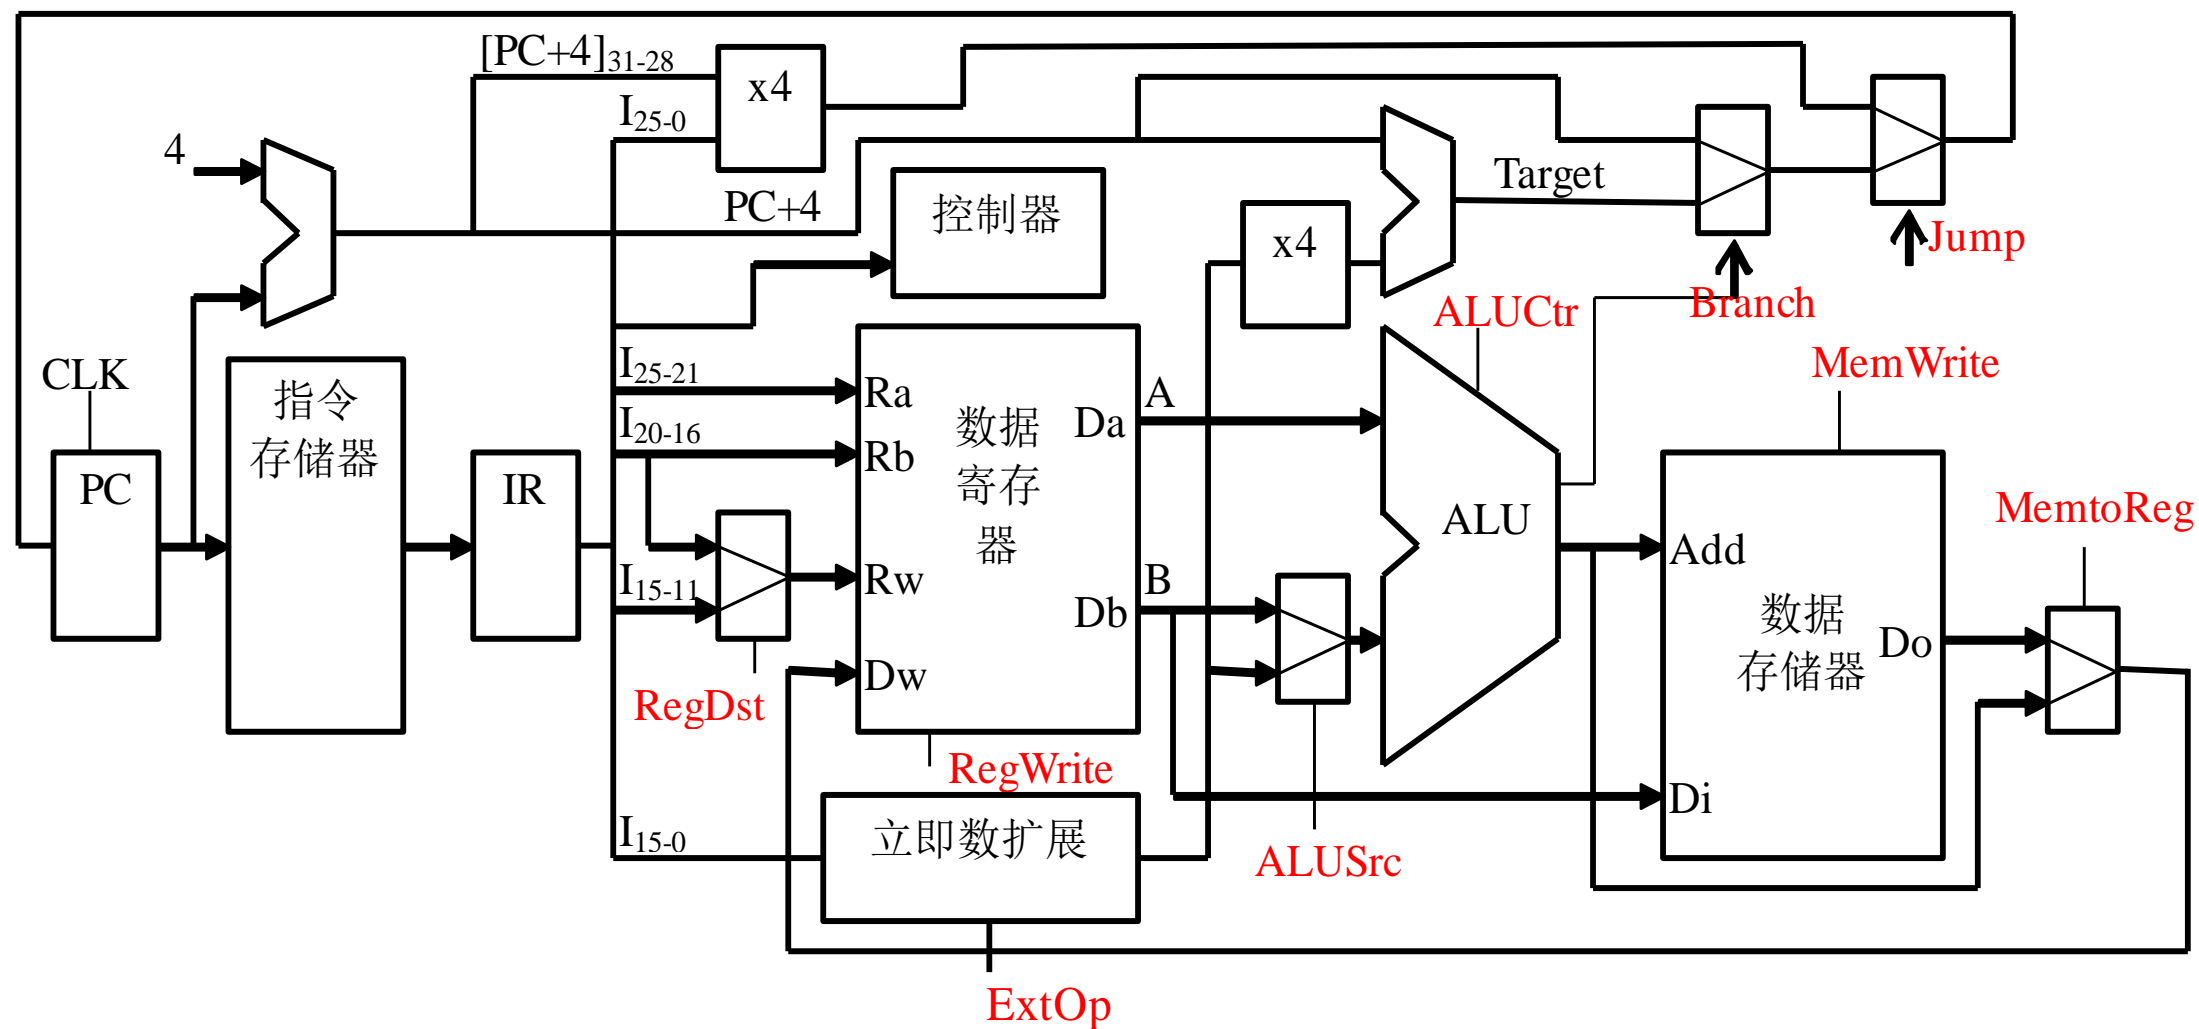 [PC+4]31-28
x4
I25-0
4
PC+4
控制器
Target
x4
Jump
Branch
ALUCtr
CLK
指令
存储器
PC
IR
I25-21
Ra
I20-16
Rb
数据
寄存
器
Da
A
I15-11
Rw
Db
B
Dw
RegDst
RegWrite
ALU
MemWrite
Add
数据
存储器
Do
Di
MemtoReg
I15-0
立即数扩展
ALUSrc
ExtOp